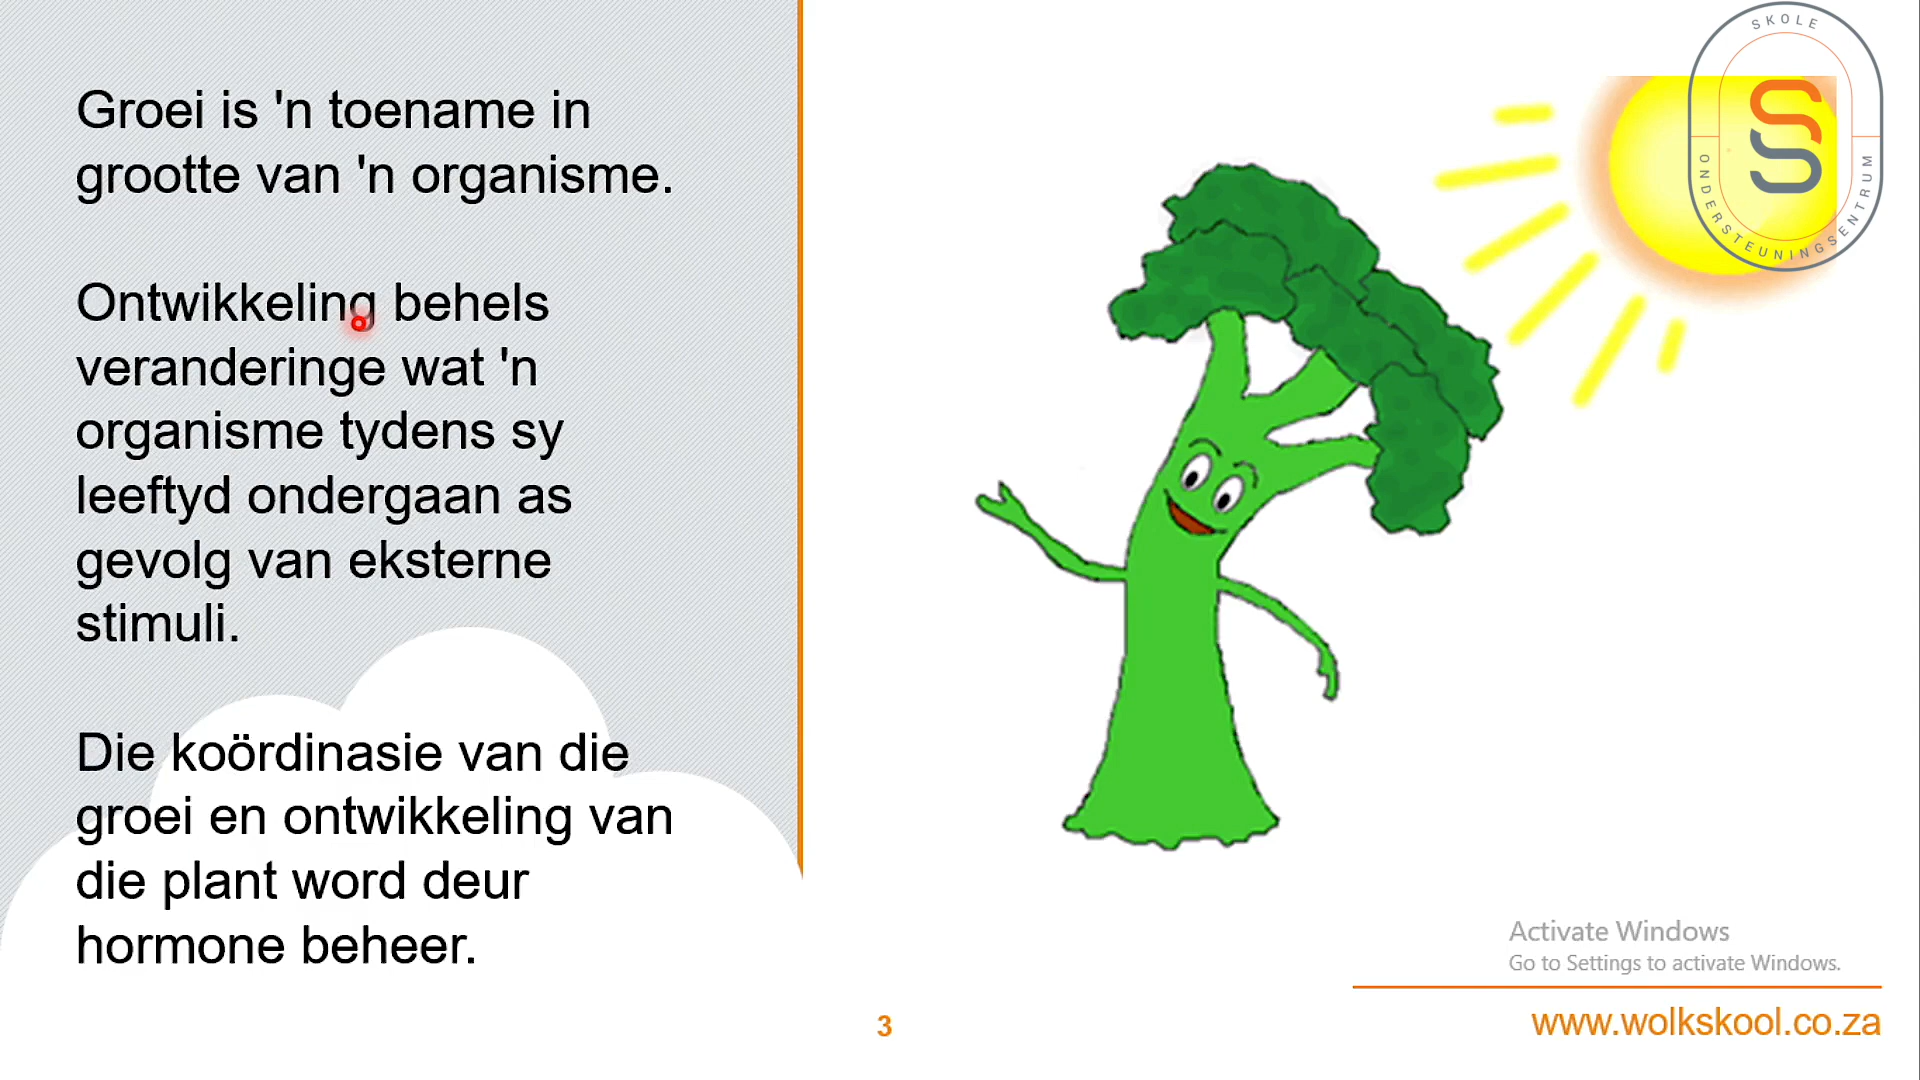 Groei is 'n toename in
grootte van 'n organisme.
Ontwikkeling behels
veranderinge wat 'n
organisme tydens sy
leeftyd ondergaan as
gevolg van eksterne
stimuli.
Die koördinasie van die
groei en ontwikkeling van
die plant word deur
hormone beheer.
SKOLE
SS
ONDERSTEUNINGSENTRUM
Activate Windows
Go to Settings to activate Windows.
3
www.wolkskool.co.za